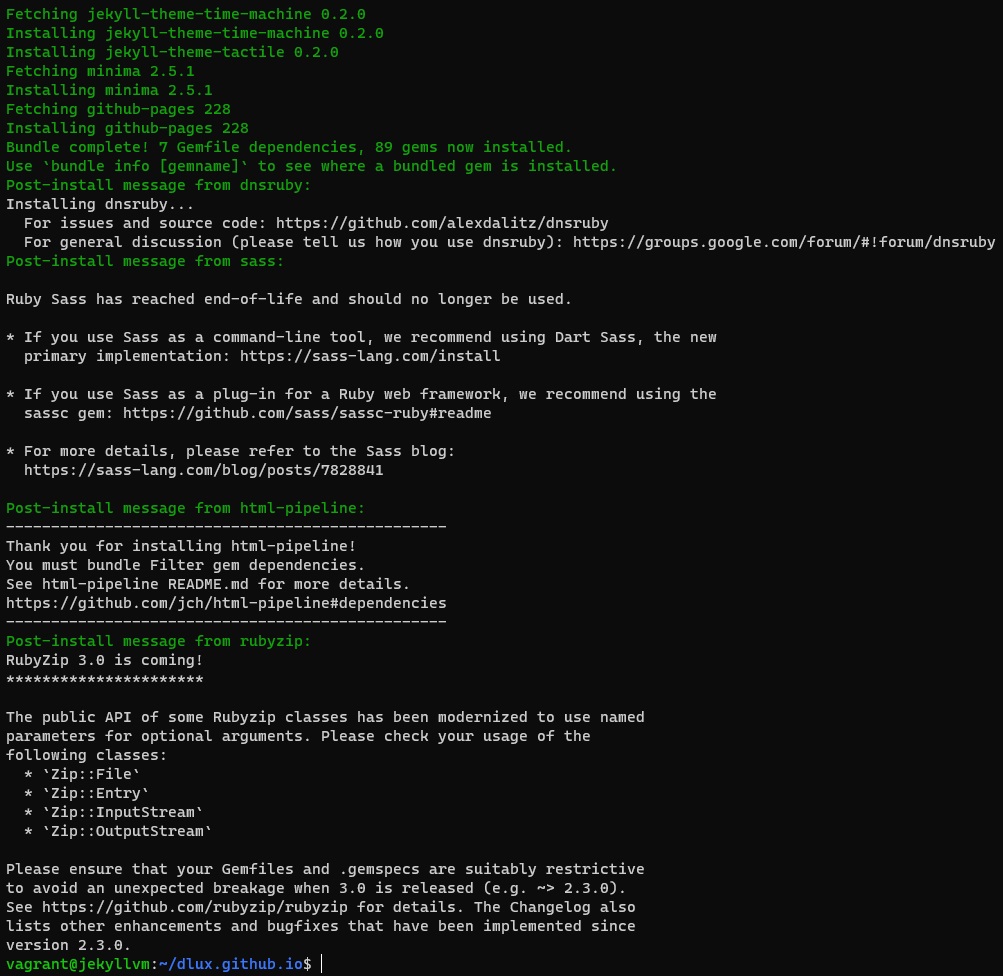 Fetching jekyll-theme-time-machine 0.2.0
Installing jekyll-theme-time-machine 0.2.0
Installing jekyll-theme-tactile 0.2.0
Fetching minima 2.5.1
Installing minima 2.5.1
Fetching github-pages 228
Installing github-pages 228
Bundle complete! 7 Gemfile dependencies, 89 gems now installed.
Use `bundle info [gemname]` to see where a bundled gem is installed.
Post-install message from dnsruby:
Installing dnsruby...
  For issues and source code: https://github.com/alexdalitz/dnsruby
  For general discussion (please tell us how you use dnsruby): https://groups.google.com/forum/#!forum/dnsruby
Post-install message from sass:

Ruby Sass has reached end-of-life and should no longer be used.

* If you use Sass as a command-line tool, we recommend using Dart Sass, the new
  primary implementation: https://sass-lang.com/install

* If you use Sass as a plug-in for a Ruby web framework, we recommend using the
  sassc gem: https://github.com/sass/sassc-ruby#readme

* For more details, please refer to the Sass blog:
  https://sass-lang.com/blog/posts/7828841

Post-install message from html-pipeline:
-------------------------------------------------
Thank you for installing html-pipeline!
You must bundle Filter gem dependencies.
See html-pipeline README.md for more details.
https://github.com/jch/html-pipeline#dependencies
-------------------------------------------------
Post-install message from rubyzip:
RubyZip 3.0 is coming!
**********************

The public API of some Rubyzip classes has been modernized to use named
parameters for optional arguments. Please check your usage of the
following classes:
  * `Zip::File`
  * `Zip::Entry`
  * `Zip::InputStream`
  * `Zip::OutputStream`

Please ensure that your Gemfiles and .gemspecs are suitably restrictive
to avoid an unexpected breakage when 3.0 is released (e.g. ~> 2.3.0).
See https://github.com/rubyzip/rubyzip for details. The Changelog also
lists other enhancements and bugfixes that have been implemented since
version 2.3.0.
vagrant@jekyllvm:~/dlux.github.io$